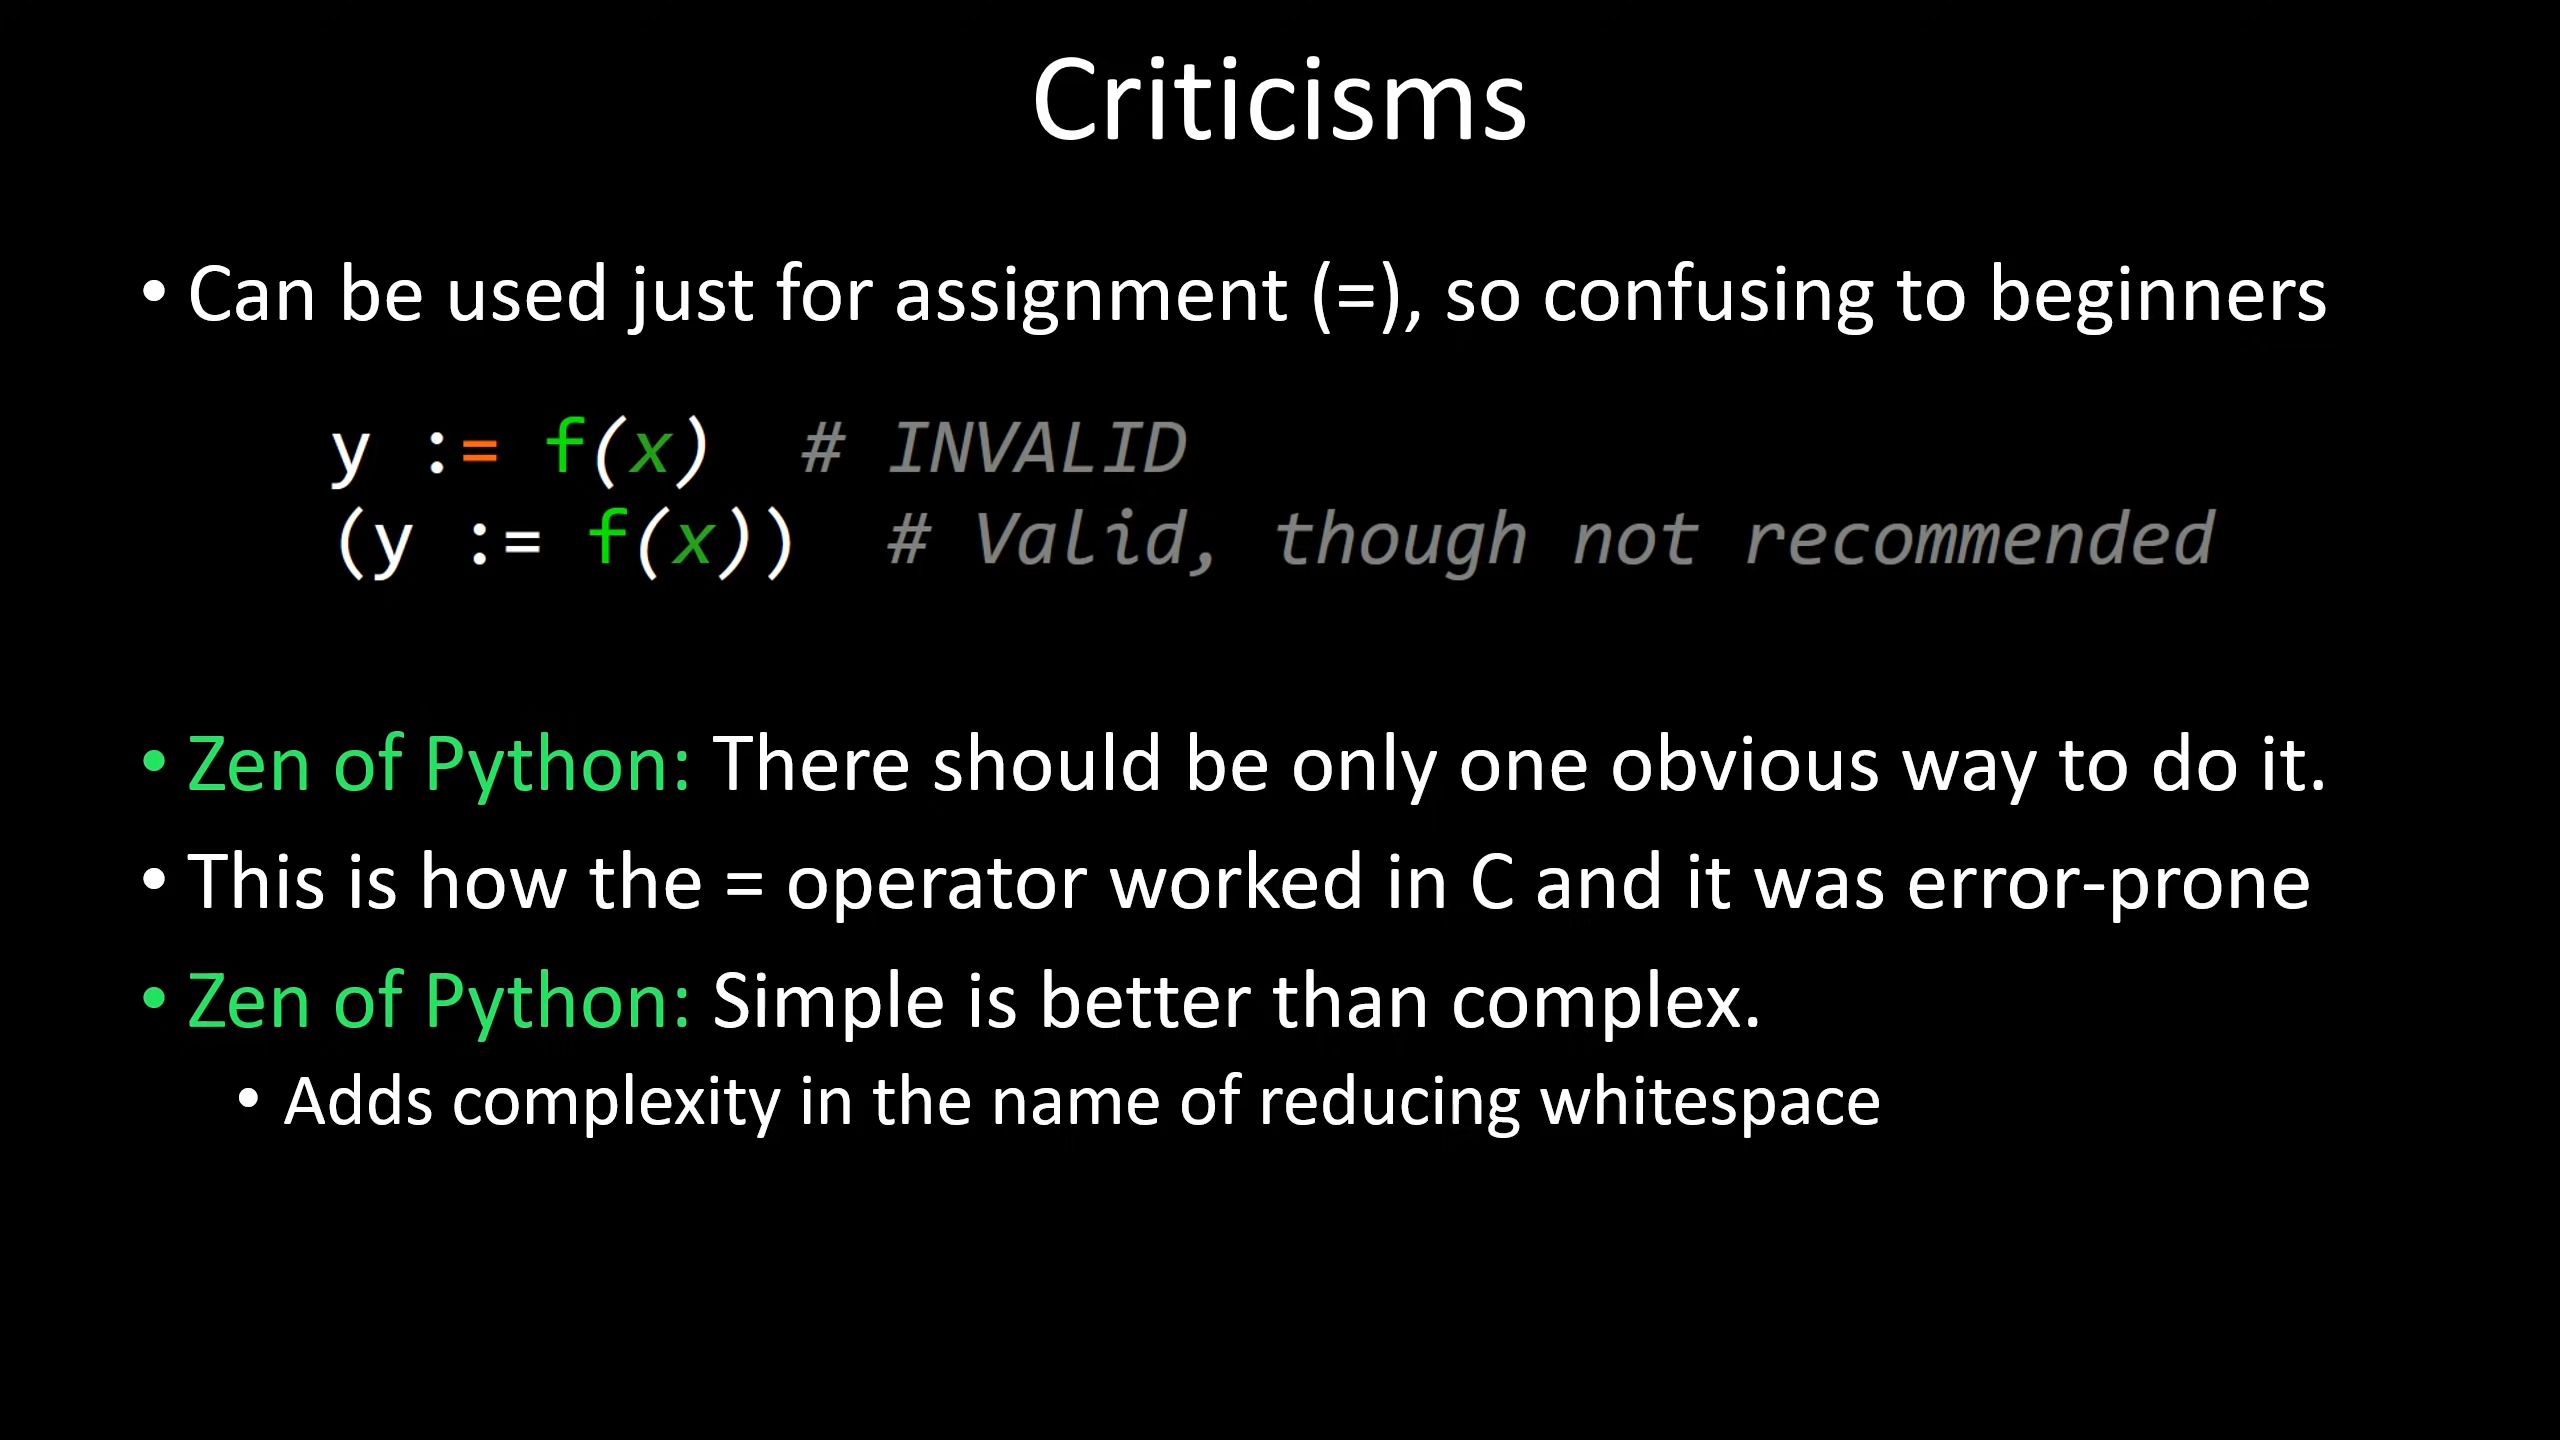 Criticisms
• Can be used just for assignment (=), so confusing to beginners
y := f(x)  # INVALID
(y := f(x))  # Valid, though not recommended
• Zen of Python: There should be only one obvious way to do it.
• This is how the = operator worked in C and it was error-prone
• Zen of Python: Simple is better than complex.
• Adds complexity in the name of reducing whitespace